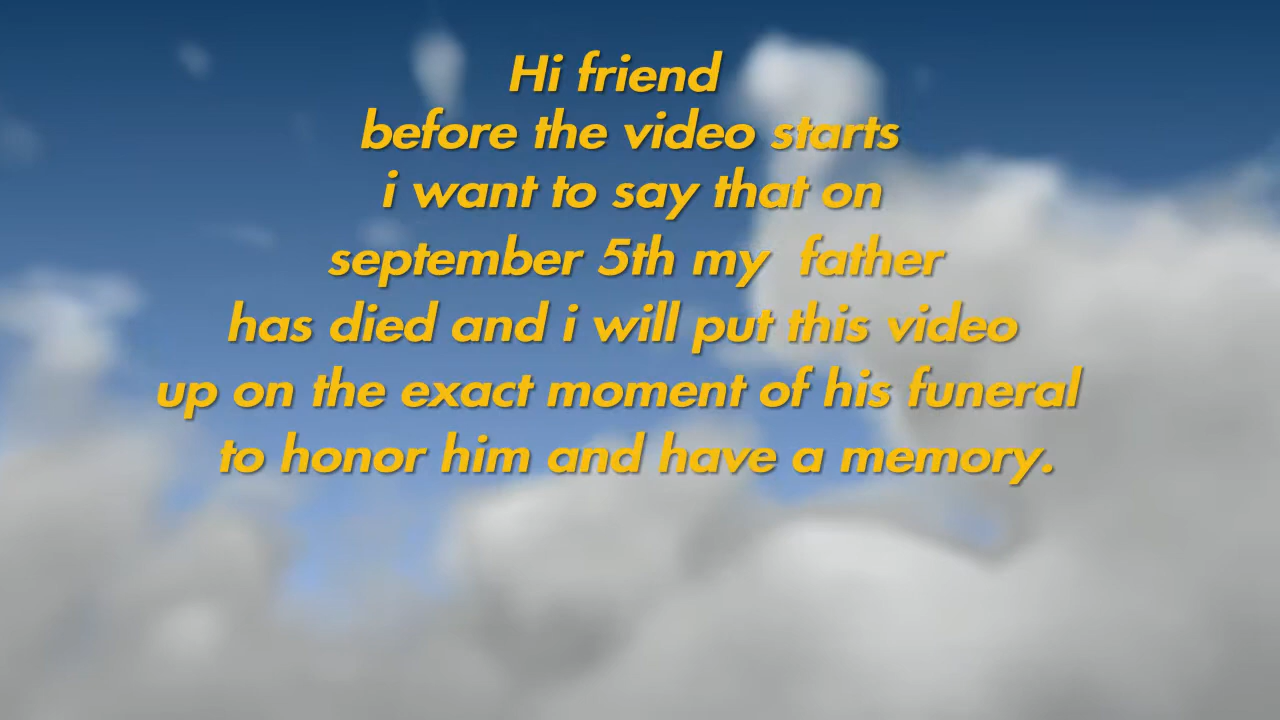 Hi friend
before the video starts
i want to say that on
september 5th my father
has died and i will put this video
up on the exact moment of his funeral
to honor him and have a memory.